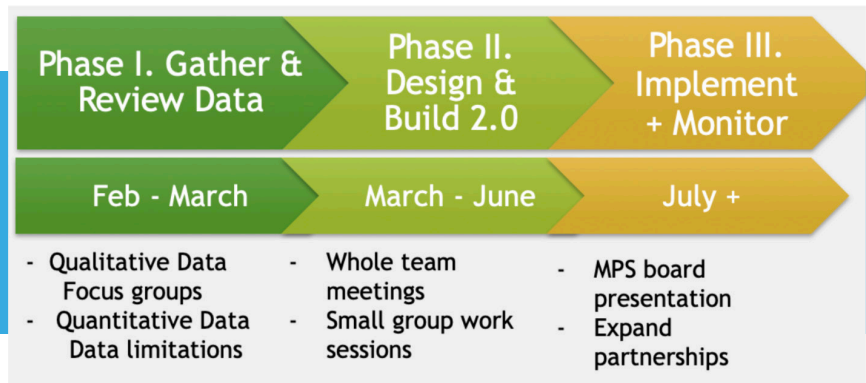 Phase I. Gather &
Review Data
Phase II.
Design &
Build 2.0
Phase III.
Implement
+ Monitor
Feb - March
March - June
July +
- Qualitative Data
Focus groups
- Quantitative Data
Data limitations
- Whole team
meetings
- Small group work
sessions
- MPS board
presentation
- Expand
partnerships